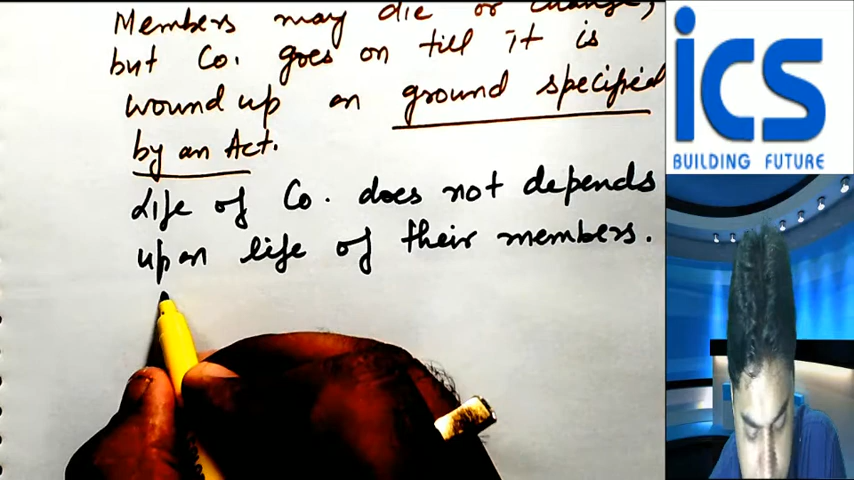 Members may die or change,
but Co. goes on till it is
wound up on ground specified
by an Act.
Life of Co. does not depends
upon life of their members.
ICS
BUILDING FUTURE